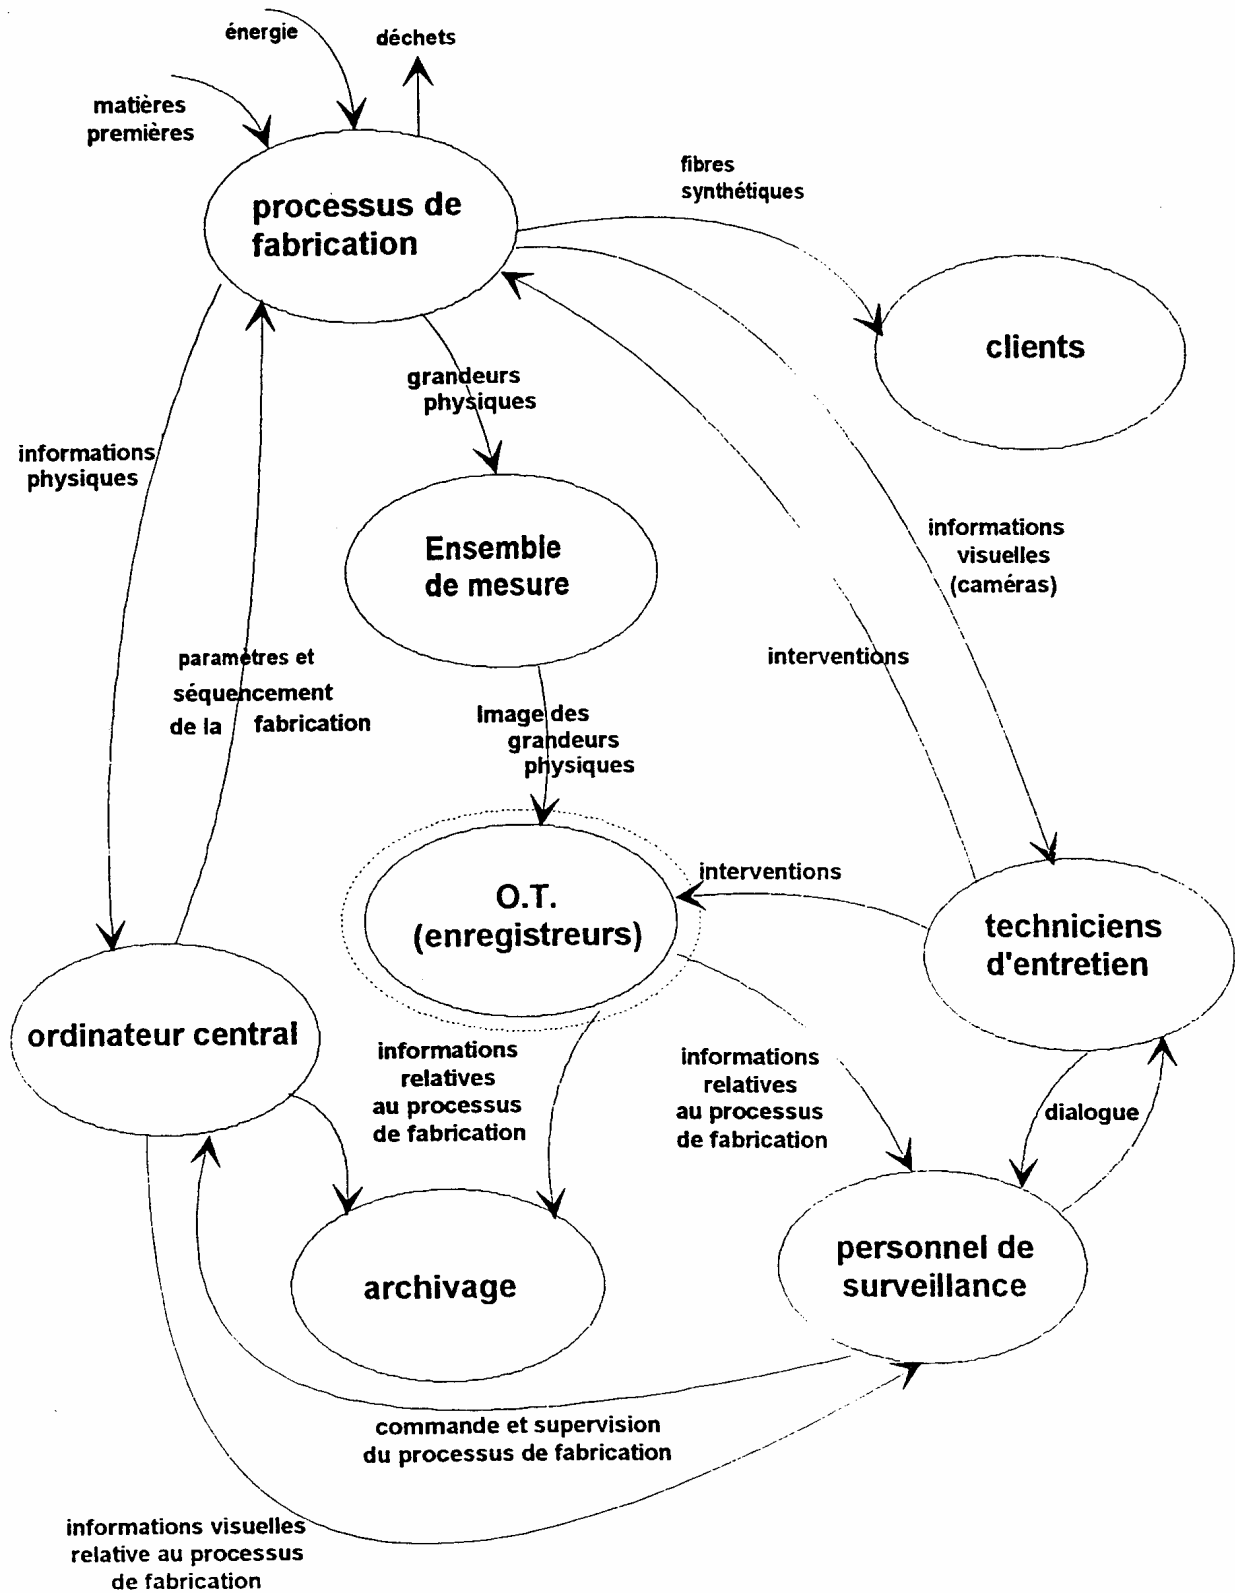 énergie
déchets
matières
premières
fibres
synthétiques
processus de
fabrication
clients
grandeurs
physiques
informations
physiques
Ensemble
de mesure
informations
visuelles
(caméras)
paramètres et
séquencement
de la fabrication
interventions
Image des
grandeurs
physiques
interventions
O.T.
(enregistreurs)
techniciens
d'entretien
ordinateur central
informations
relatives
au processus
de fabrication
informations
relatives
au processus
de fabrication
dialogue
archivage
personnel de
surveillance
commande et supervision
du processus de fabrication
informations visuelles
relative au processus
de fabrication